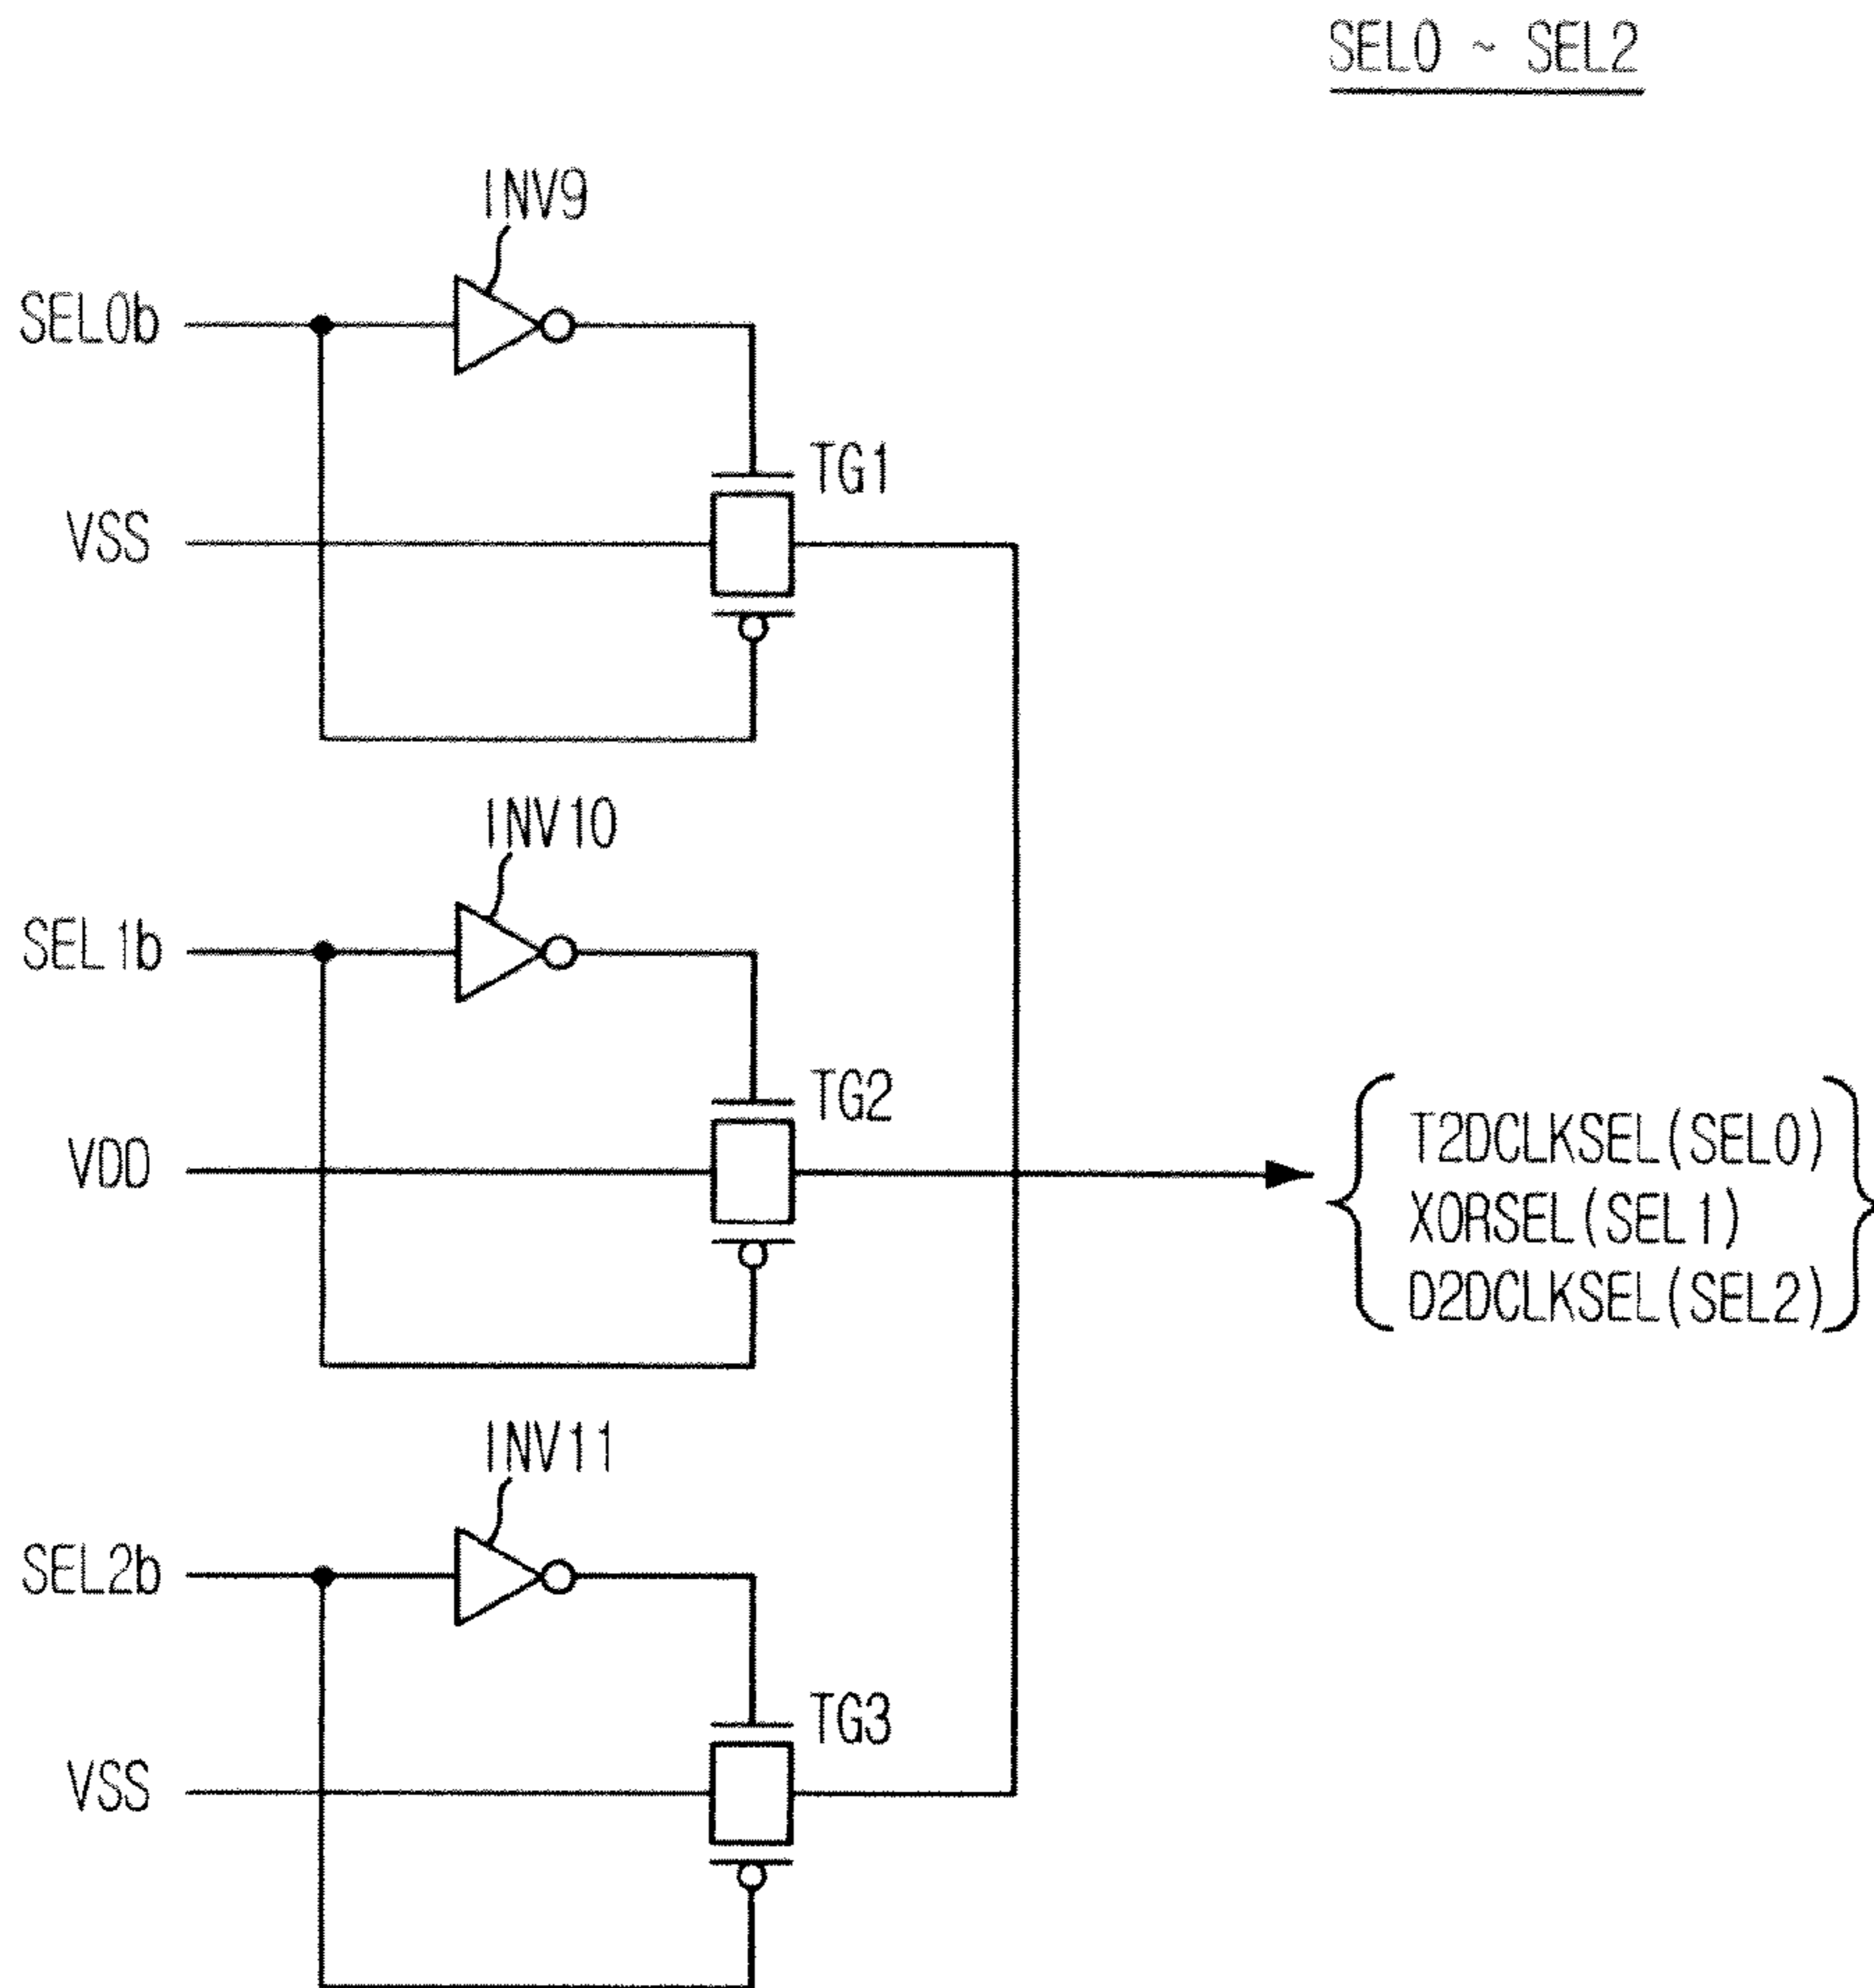 SEL0 ~ SEL2
INV9
SEL0b
TG1
VSS
INV10
SEL1b
TG2
VDD
T2DCLKSEL(SEL0)
XORSEL(SEL1)
D2DCLKSEL(SEL2)
INV11
SEL2b
TG3
VSS